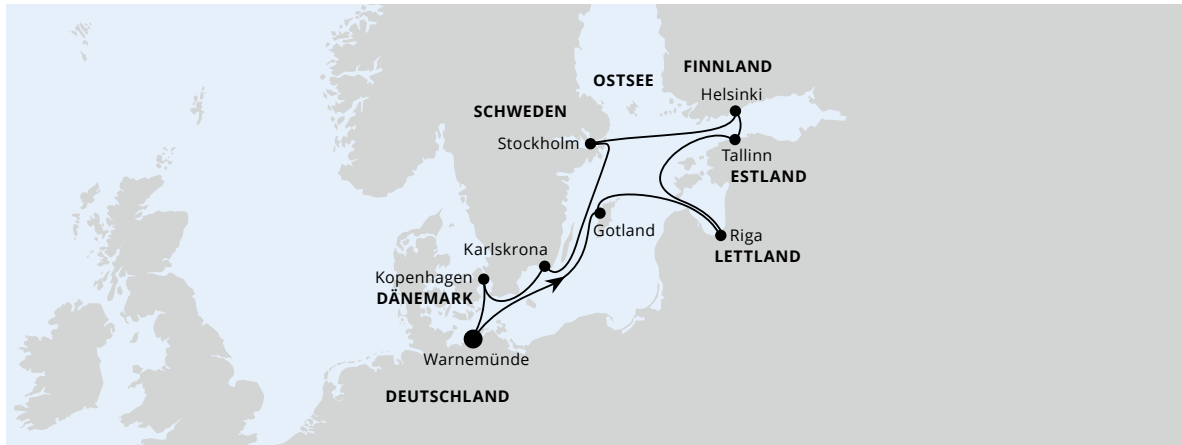 FINNLAND
OSTSEE
Helsinki
SCHWEDEN
Stockholm
Tallinn
ESTLAND
Gotland
Riga
Karlskrona
LETTLAND
Kopenhagen
DÄNEMARK
Warnemünde
DEUTSCHLAND